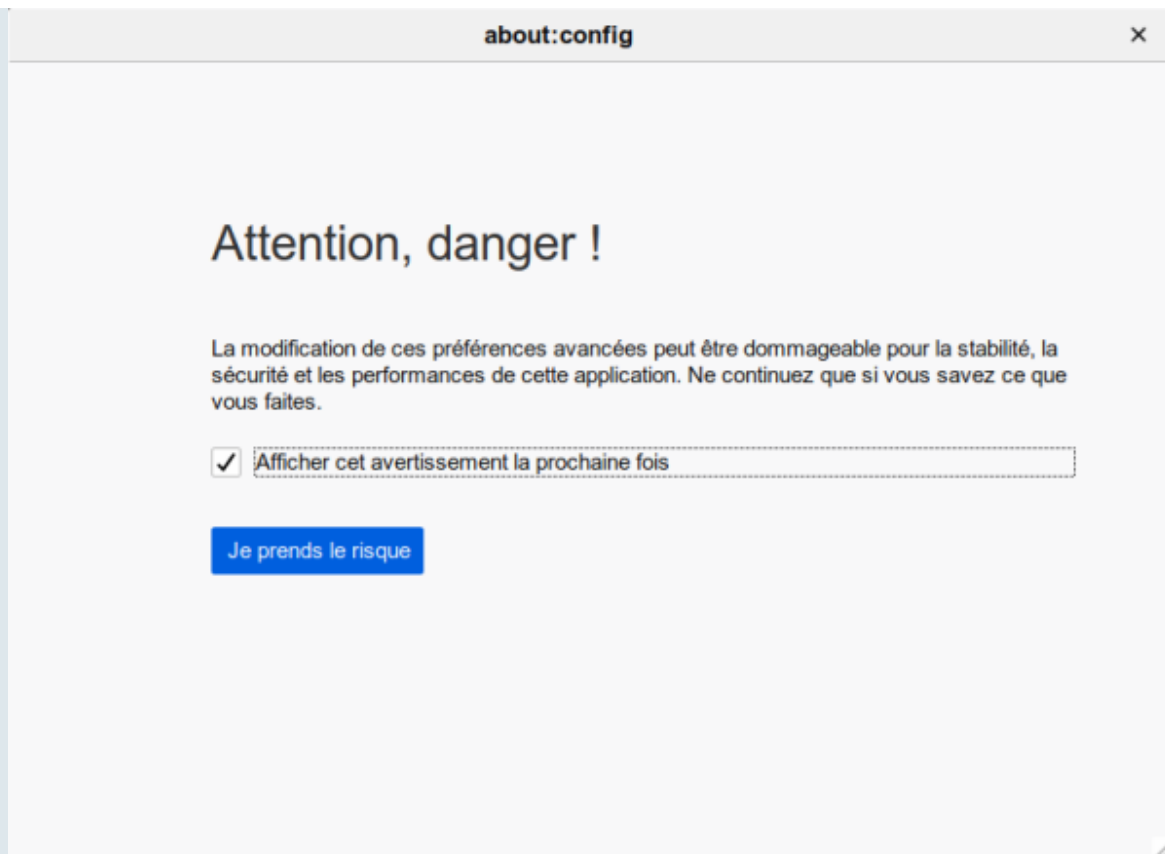 about:config
Attention, danger !
La modification de ces préférences avancées peut être dommageable pour la stabilité, la
sécurité et les performances de cette application. Ne continuez que si vous savez ce que
vous faites.
Afficher cet avertissement la prochaine fois
Je prends le risque